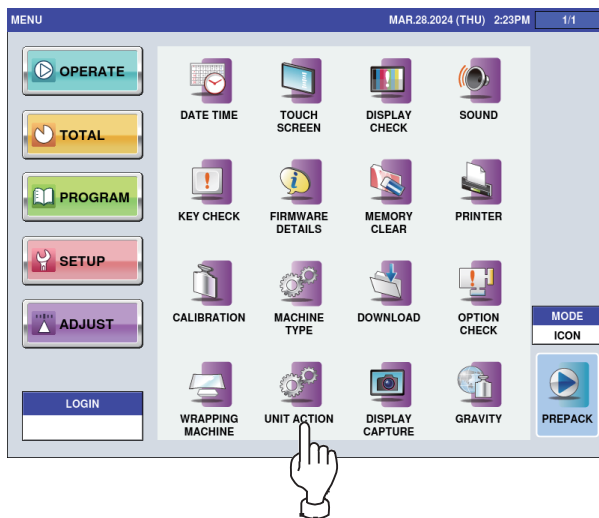 MENU
MAR.28.2024 (THU) 2:23PM
1/1
OPERATE
TOTAL
PROGRAM
SETUP
ADJUST
LOGIN
DATE TIME
TOUCH
SCREEN
DISPLAY
CHECK
SOUND
KEY CHECK
FIRMWARE
DETAILS
MEMORY
CLEAR
PRINTER
CALIBRATION
MACHINE
TYPE
DOWNLOAD
OPTION
CHECK
WRAPPING
MACHINE
UNIT ACTION
DISPLAY
CAPTURE
GRAVITY
MODE
ICON
PREPACK